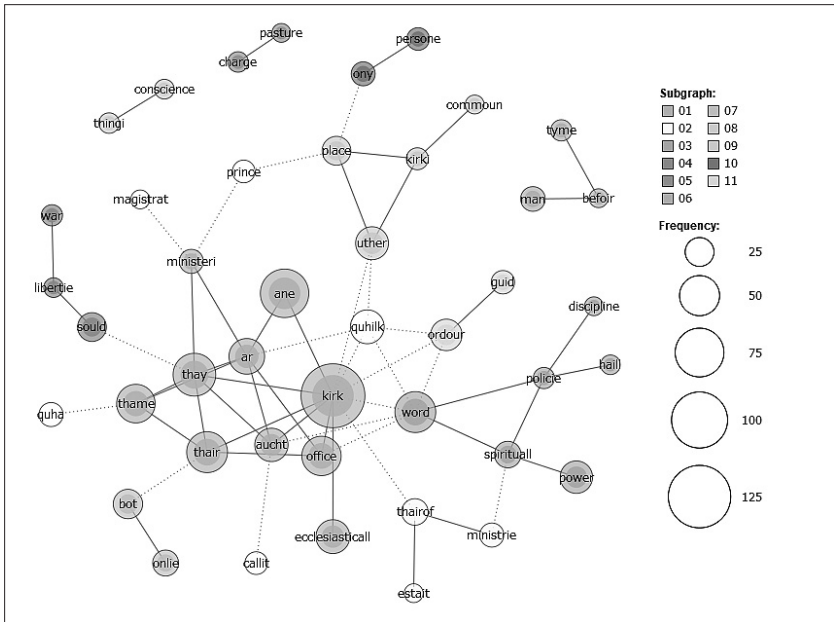 pasture
persone
charge
ony
conscience
commoun
thingi
tyme
place
kirk
prince
magistrat
man
befoir
war
uther
ministeri
libertie
guid
ane
discipline
sould
quhilk
ordour
ar
haill
thay
policie
kirk
thame
word
quha
aucht
thair
office
spirituall
power
bot
thairof
ecclesiasticall
ministrie
onlie
callit
estait
Subgraph:
01 07
02 08
03 09
04 10
05 11
06
Frequency:
25
50
75
100
125